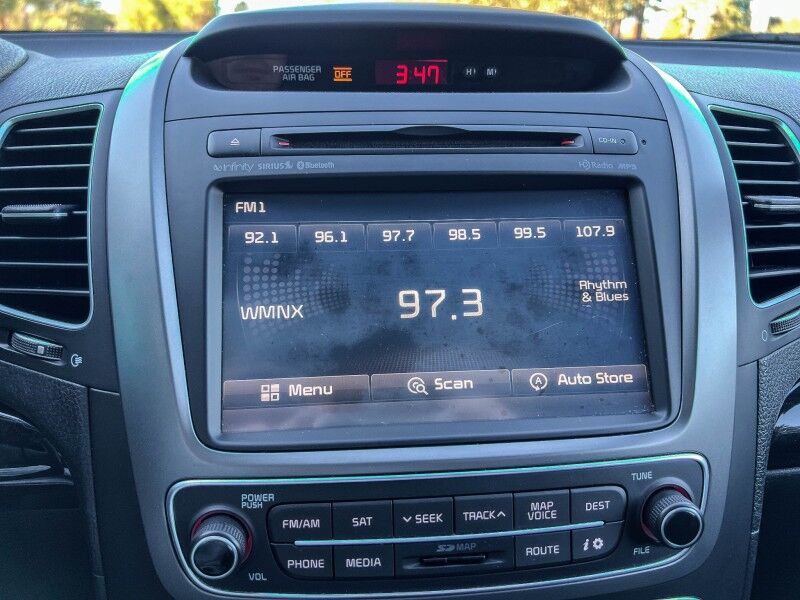 PASSENGER AIR BAG OFF 3:47 H M
CD-IN
Infinity SIRIUS Bluetooth HD Radio MP3
FM1
92.1 96.1 97.7 98.5 99.5 107.9
WMNX 97.3 Rhythm & Blues
Menu Scan Auto Store
POWER PUSH TUNE
FM/AM SAT SEEK TRACK MAP VOICE DEST
PHONE MEDIA SD MAP ROUTE i
VOL FILE